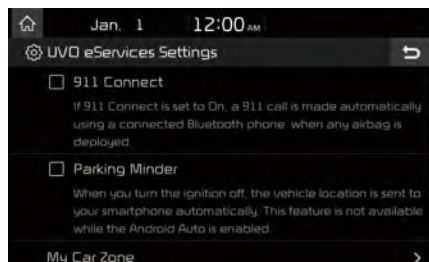 Jan. 1 12:00 AM
UVO eServices Settings
911 Connect
If 911 Connect is set to On, a 911 call is made automatically
using a connected Bluetooth phone when any airbag is
deployed
Parking Minder
When you turn the ignition off, the vehicle location is sent to
your smartphone automatically. This feature is not available
while the Android Auto is enabled.
My Car Zone